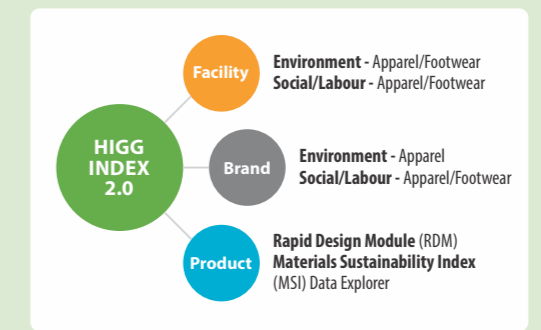 HIGG
INDEX
2.0
Facility
Environment - Apparel/Footwear
Social/Labour - Apparel/Footwear
Brand
Environment - Apparel
Social/Labour - Apparel/Footwear
Product
Rapid Design Module (RDM)
Materials Sustainability Index
(MSI) Data Explorer